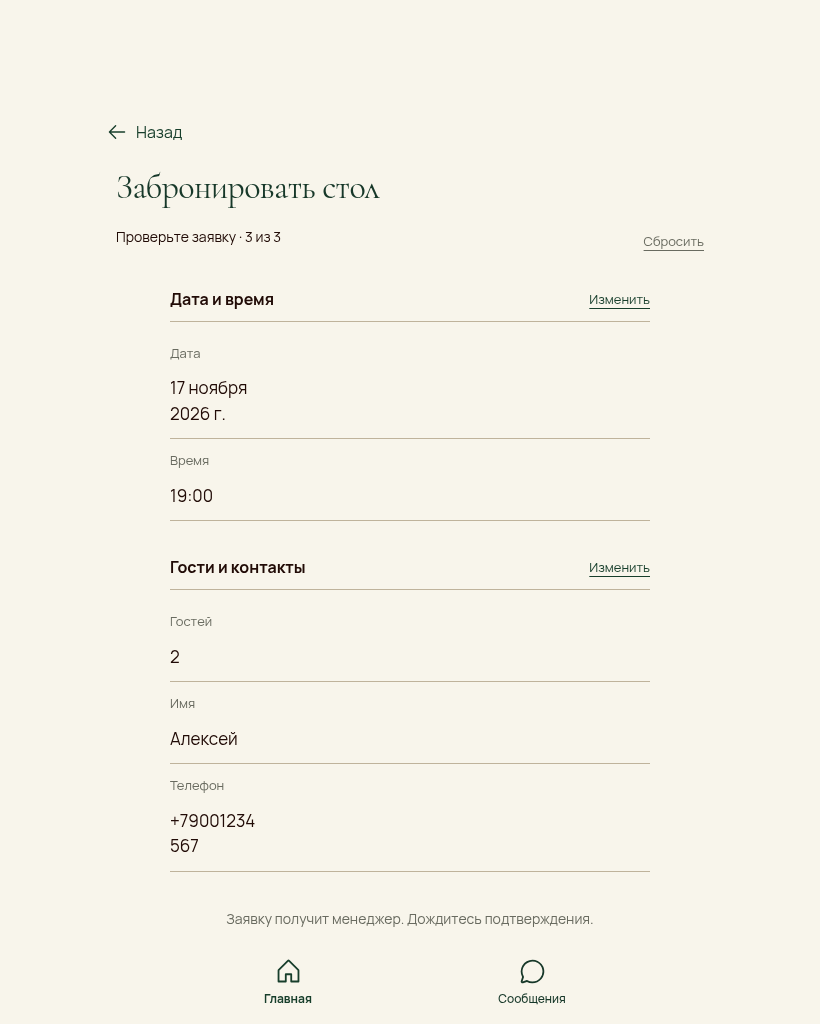 Назад
Забронировать стол
Проверьте заявку · 3 из 3
Сбросить
Дата и время
Изменить
Дата
17 ноября
2026 г.
Время
19:00
Гости и контакты
Изменить
Гостей
2
Имя
Алексей
Телефон
+79001234
567
Заявку получит менеджер. Дождитесь подтверждения.
Главная
Сообщения